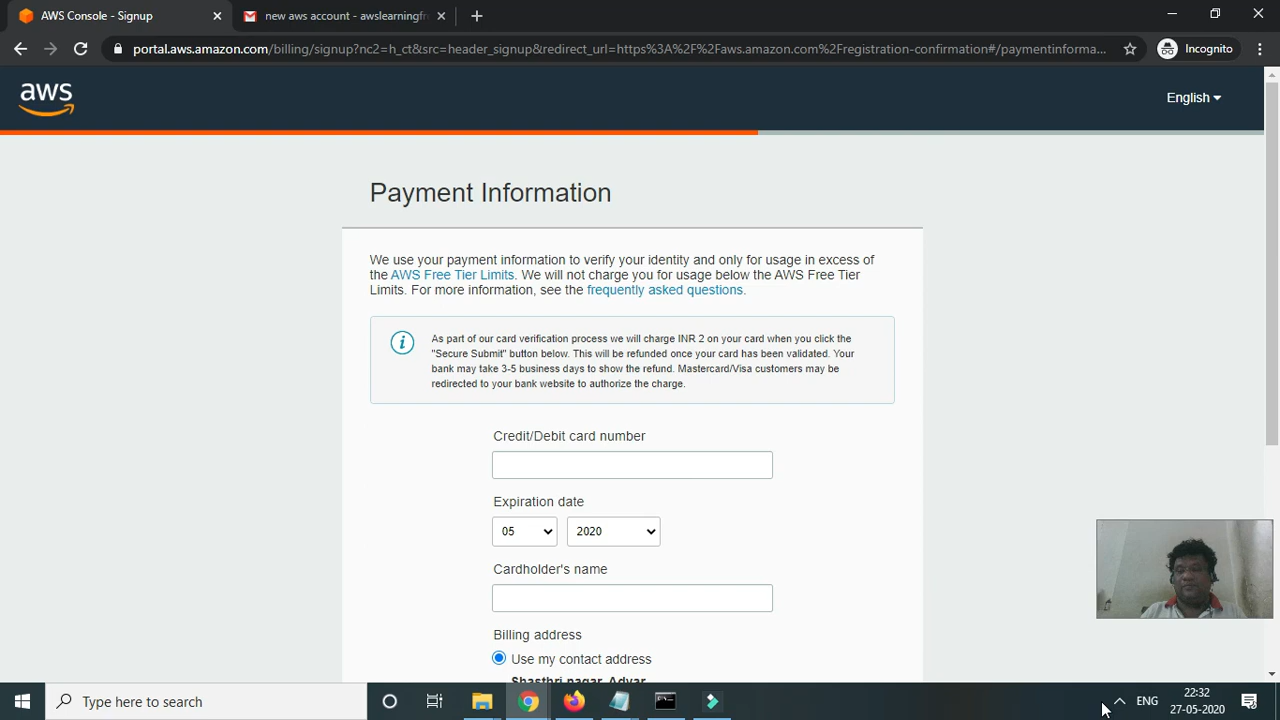 AWS Console - Signup
new aws account - awslearningfr
portal.aws.amazon.com/billing/signup?nc2=h_ct&src=header_signup&redirect_url=https%3A%2F%2Faws.amazon.com%2Fregistration-confirmation#/paymentinforma...
Incognito
aws
English
Payment Information
We use your payment information to verify your identity and only for usage in excess of
the AWS Free Tier Limits. We will not charge you for usage below the AWS Free Tier
Limits. For more information, see the frequently asked questions.
As part of our card verification process we will charge INR 2 on your card when you click the
"Secure Submit" button below. This will be refunded once your card has been validated. Your
bank may take 3-5 business days to show the refund. Mastercard/Visa customers may be
redirected to your bank website to authorize the charge.
Credit/Debit card number
Expiration date
05 2020
Cardholder's name
Billing address
Use my contact address
Shasthri nagar, Adyar
Type here to search
ENG
22:32
27-05-2020